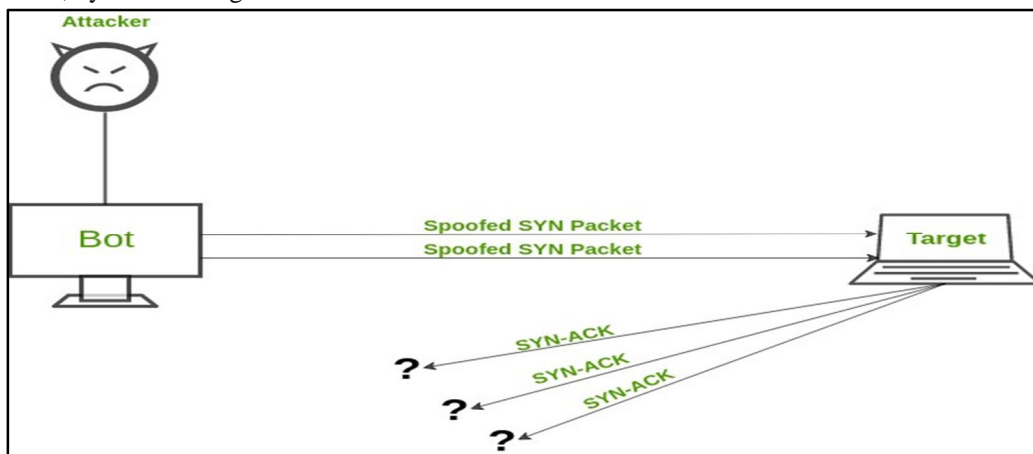 Attacker
Bot
Spoofed SYN Packet
Spoofed SYN Packet
Target
SYN-ACK
?
SYN-ACK
?
SYN-ACK
?